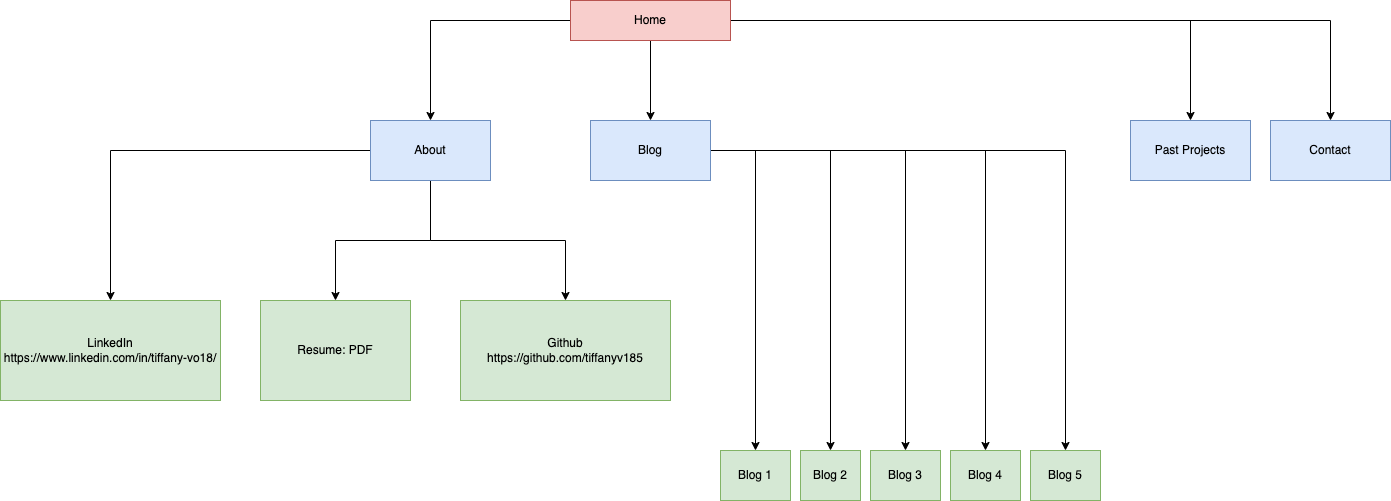 Home
About
Blog
Past Projects
Contact
LinkedIn
https://www.linkedin.com/in/tiffany-vo18/
Resume: PDF
Github
https://github.com/tiffanyv185
Blog 1
Blog 2
Blog 3
Blog 4
Blog 5